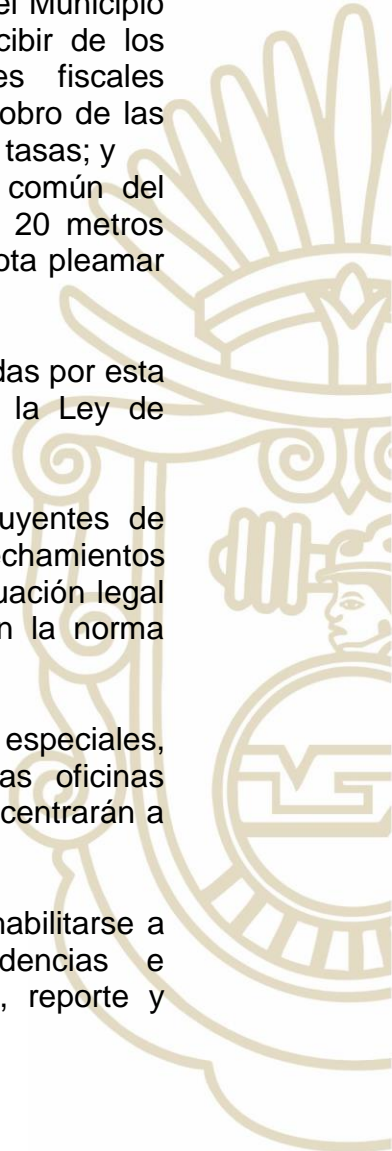 el Municipio
cibir de los
es fiscales
obro de las
tasas; y
común del
20 metros
ota pleamar
das por esta
la Ley de
uyentes de
echamientos
uación legal
n la norma
especiales,
as oficinas
centrarán a
habilitarse a
dencias e
, reporte y